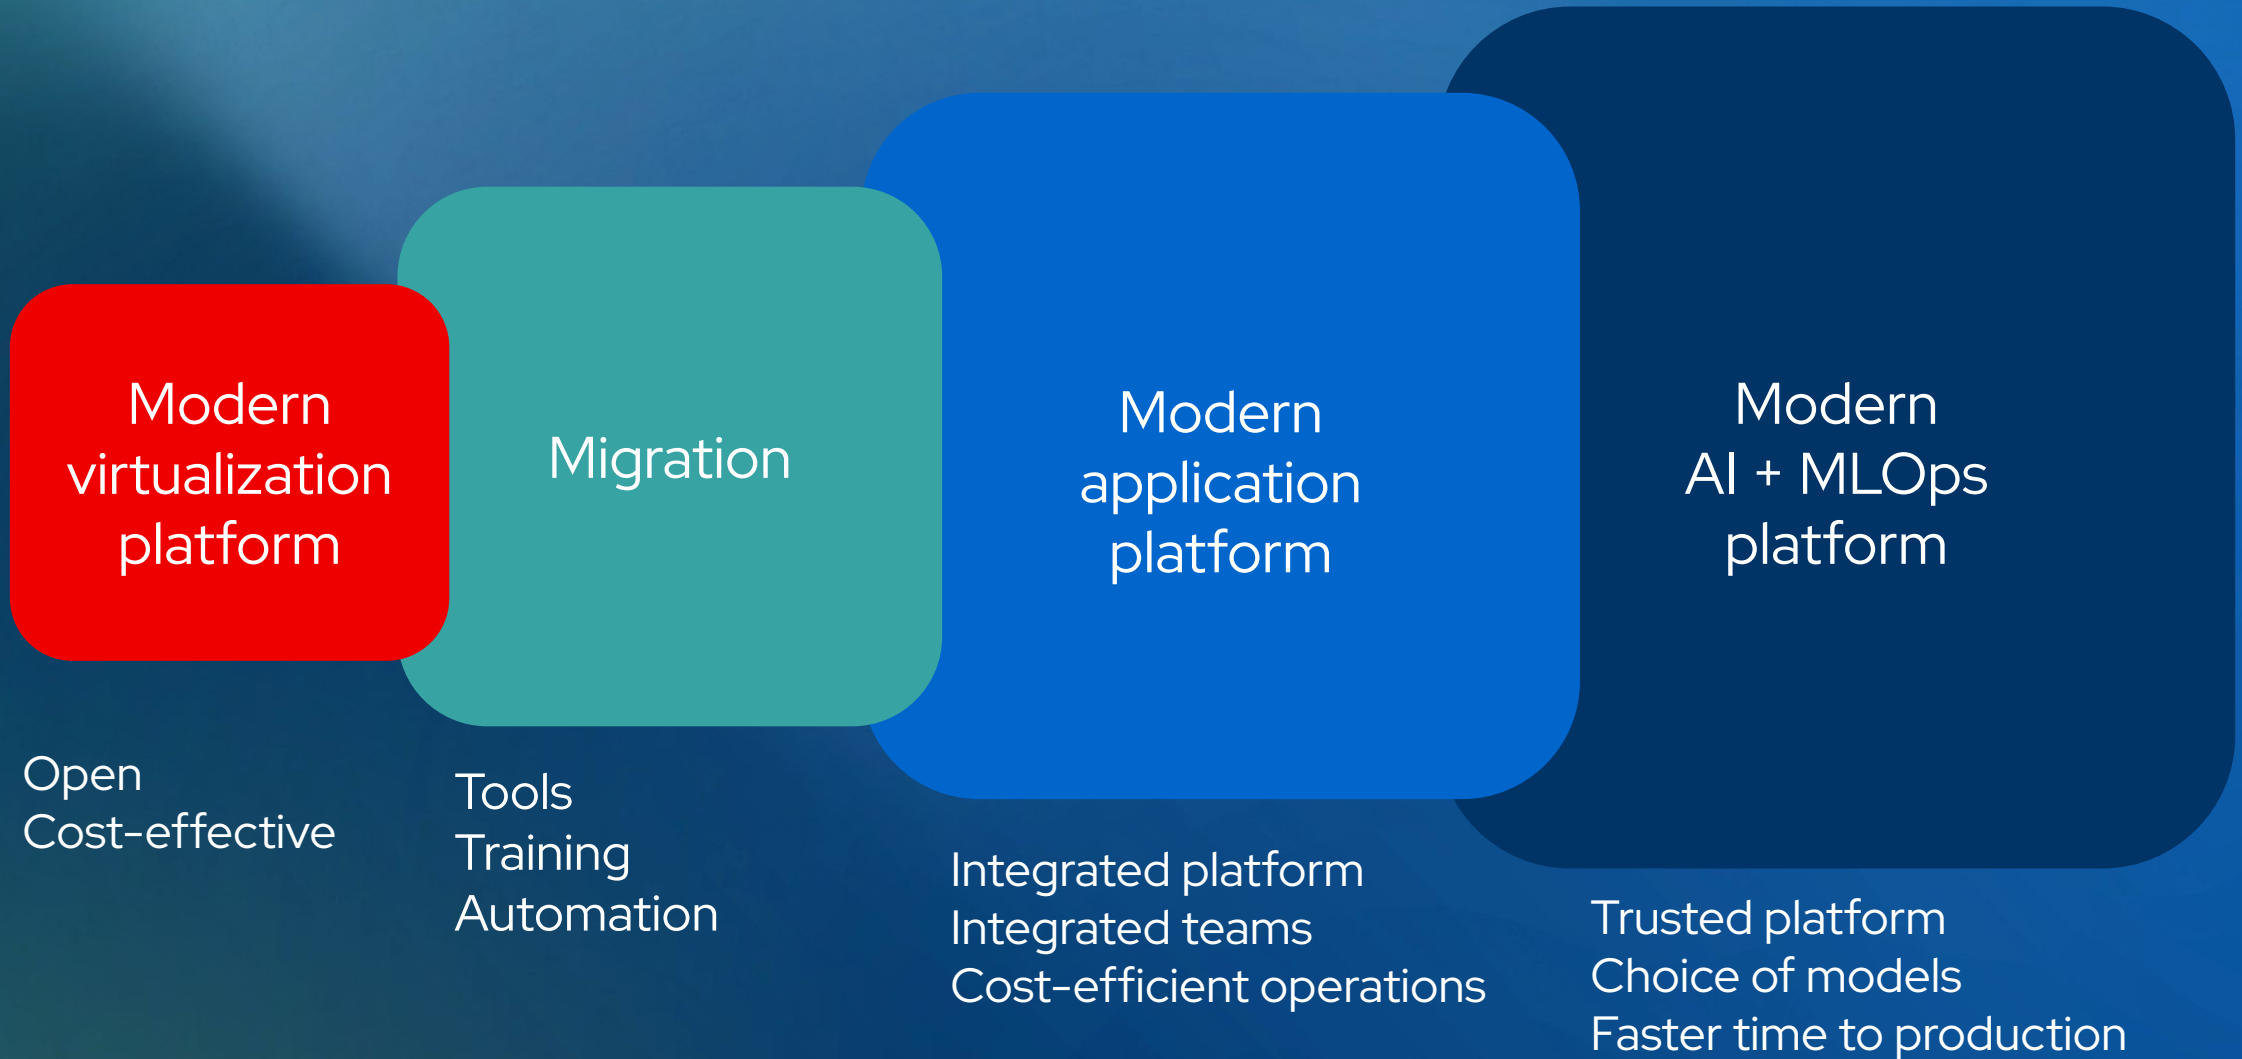 Modern
virtualization
platform
Open
Cost-effective
Migration
Tools
Training
Automation
Modern
application
platform
Integrated platform
Integrated teams
Cost-efficient operations
Modern
AI + MLOps
platform
Trusted platform
Choice of models
Faster time to production